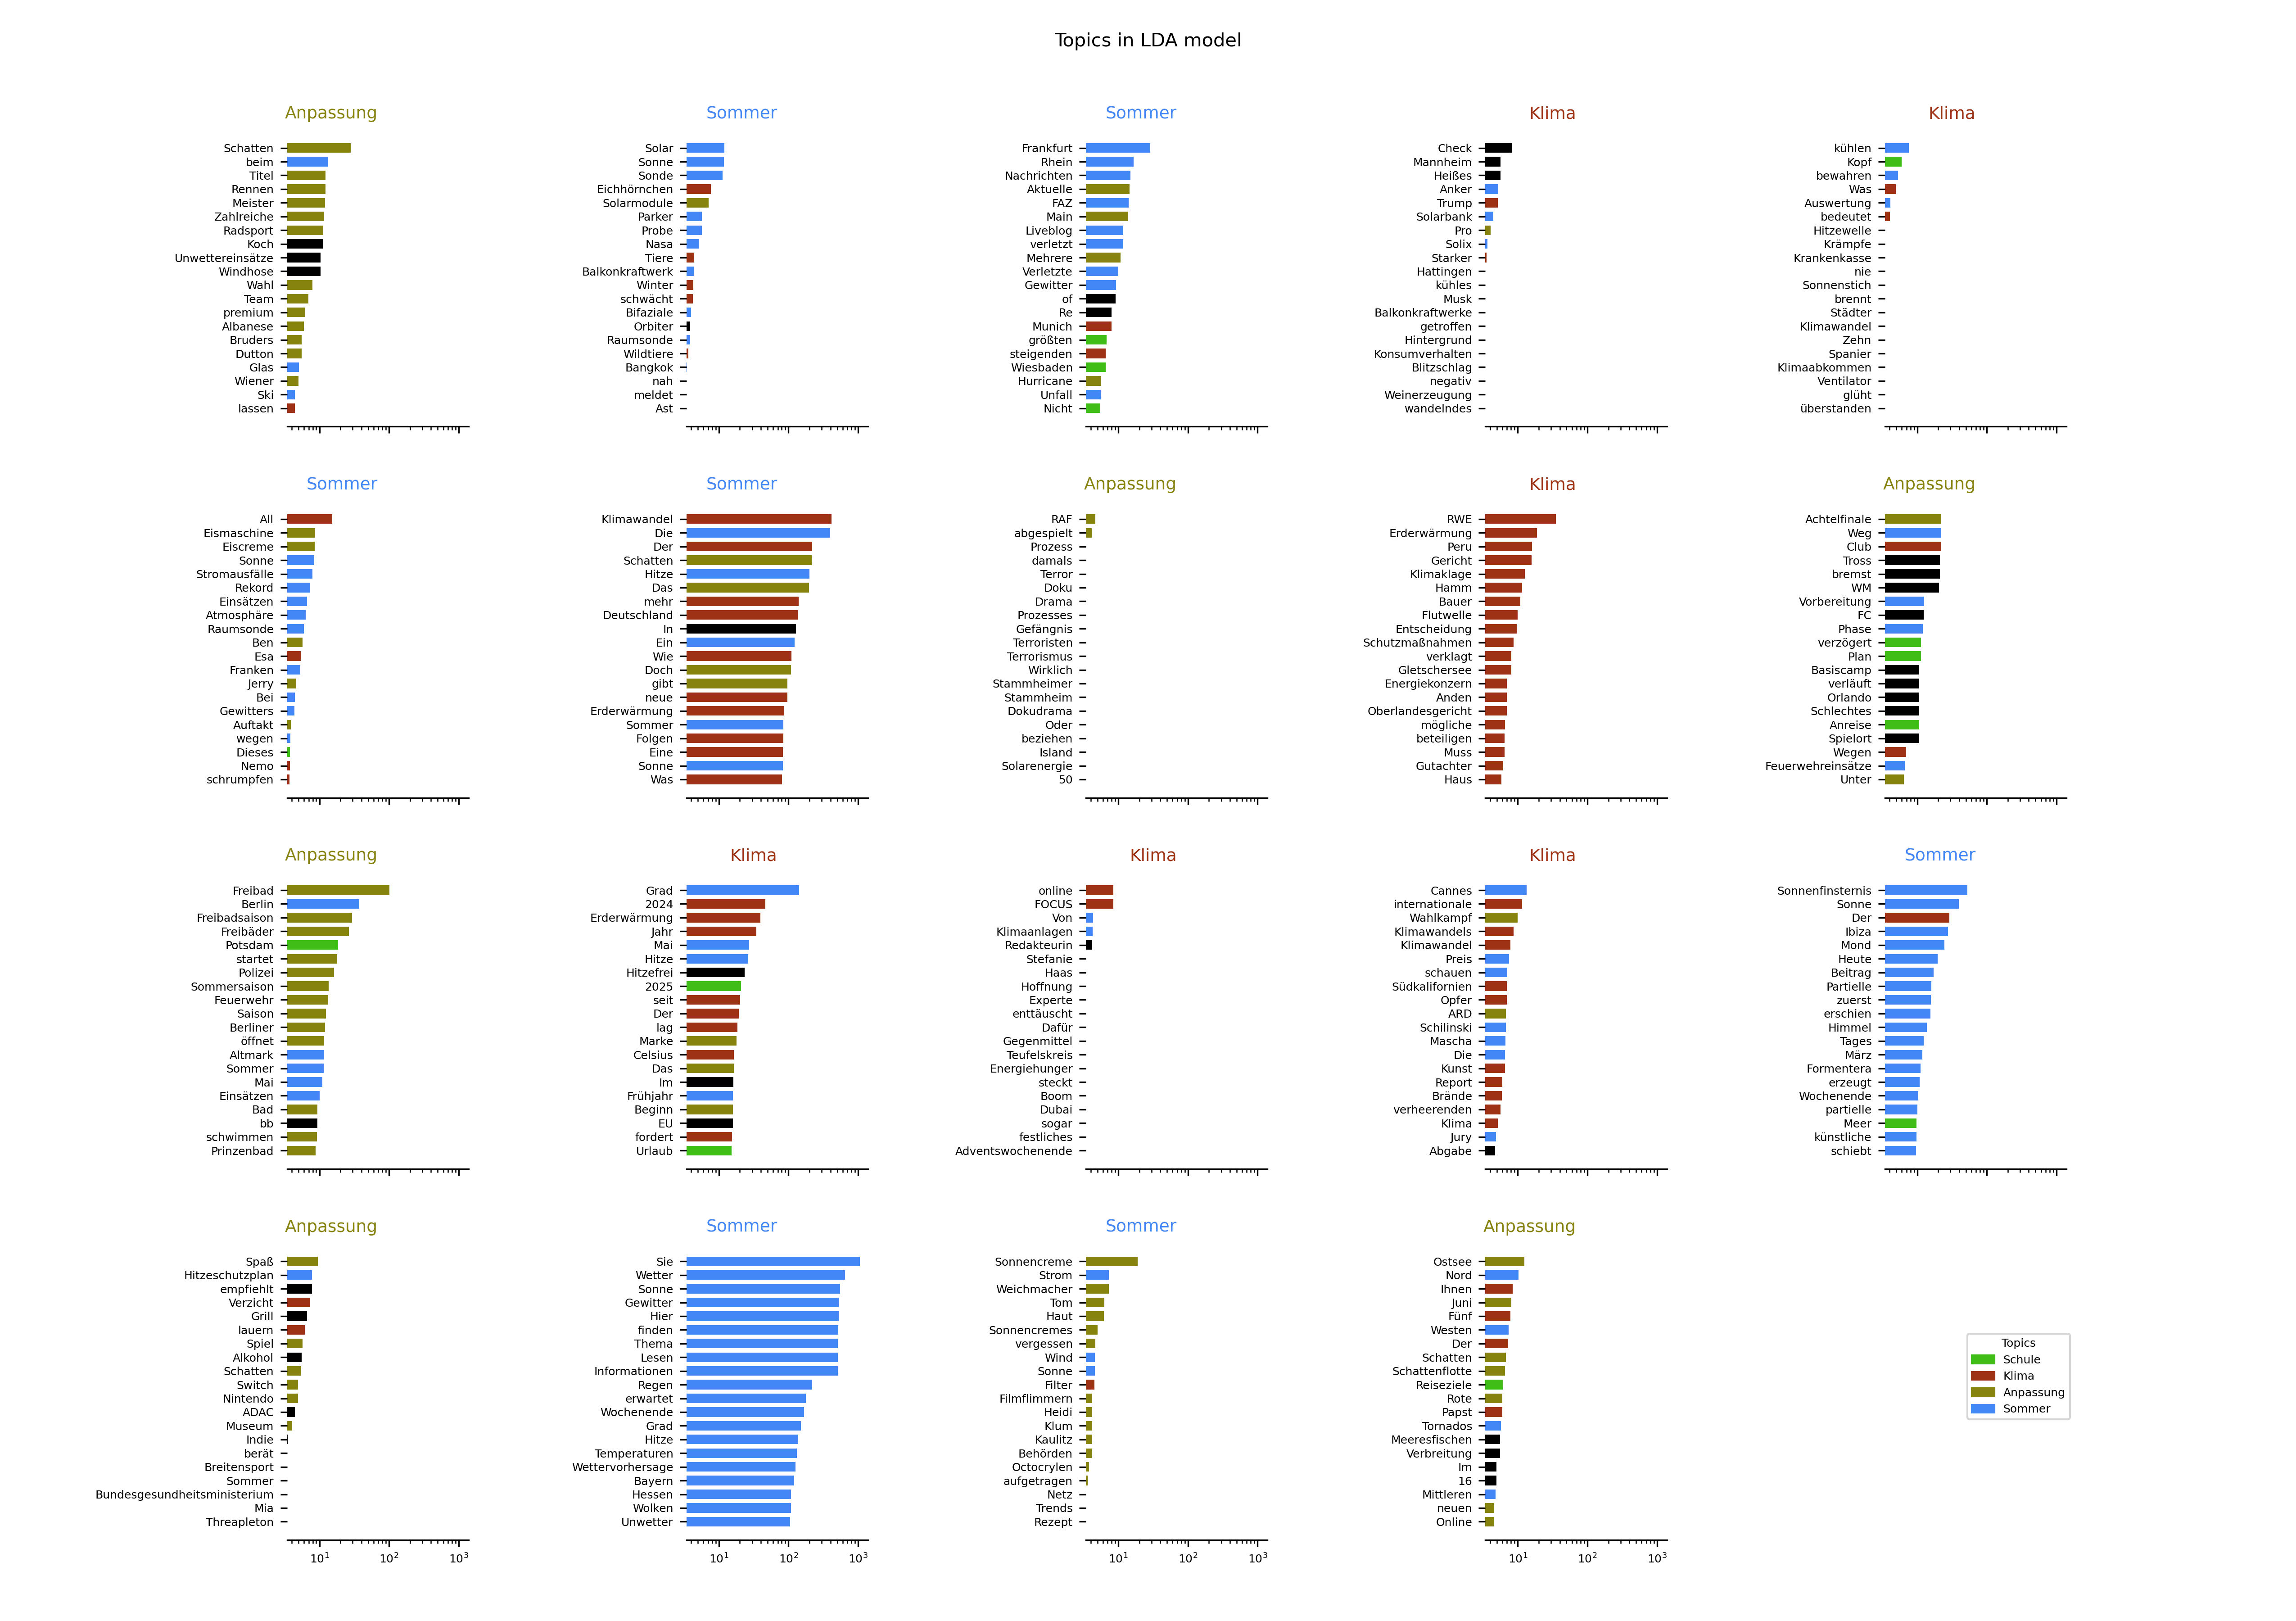 Topics in LDA model
Anpassung
Schatten
beim
Titel
Rennen
Meister
Zahlreiche
Radsport
Koch
Unwettereinsätze
Windhose
Wahl
Team
premium
Albanese
Bruders
Dutton
Glas
Wiener
Ski
lassen
Sommer
Solar
Sonne
Sonde
Eichhörnchen
Solarmodule
Parker
Probe
Nasa
Tiere
Balkonkraftwerk
Winter
schwächt
Bifaziale
Orbiter
Raumsonde
Wildtiere
Bangkok
nah
meldet
Ast
Sommer
Frankfurt
Rhein
Nachrichten
Aktuelle
FAZ
Main
Liveblog
verletzt
Mehrere
Verletzte
Gewitter
of
Re
Munich
größten
steigenden
Wiesbaden
Hurricane
Unfall
Nicht
Klima
Check
Mannheim
Heißes
Anker
Trump
Solarbank
Pro
Solix
Starker
Hattingen
kühles
Musk
Balkonkraftwerke
getroffen
Hintergrund
Konsumverhalten
Blitzschlag
negativ
Weinerzeugung
wandelndes
Klima
kühlen
Kopf
bewahren
Was
Auswertung
bedeutet
Hitzewelle
Krämpfe
Krankenkasse
nie
Sonnenstich
brennt
Städter
Klimawandel
Zehn
Spanier
Klimaabkommen
Ventilator
glüht
überstanden
Sommer
All
Eismaschine
Eiscreme
Sonne
Stromausfälle
Rekord
Einsätzen
Atmosphäre
Raumsonde
Ben
Esa
Franken
Jerry
Bei
Gewitters
Auftakt
wegen
Dieses
Nemo
schrumpfen
Sommer
Klimawandel
Die
Der
Schatten
Hitze
Das
mehr
Deutschland
In
Ein
Wie
Doch
gibt
neue
Erderwärmung
Sommer
Folgen
Eine
Sonne
Was
Anpassung
RAF
abgespielt
Prozess
damals
Terror
Doku
Drama
Prozesses
Gefängnis
Terroristen
Terrorismus
Wirklich
Stammheimer
Stammheim
Dokudrama
Oder
beziehen
Island
Solarenergie
50
Klima
RWE
Erderwärmung
Peru
Gericht
Klimaklage
Hamm
Bauer
Flutwelle
Entscheidung
Schutzmaßnahmen
verklagt
Gletschersee
Energiekonzern
Anden
Oberlandesgericht
mögliche
beteiligen
Muss
Gutachter
Haus
Anpassung
Achtelfinale
Weg
Club
Tross
bremst
WM
Vorbereitung
FC
Phase
verzögert
Plan
Basiscamp
verläuft
Orlando
Schlechtes
Anreise
Spielort
Wegen
Feuerwehreinsätze
Unter
Anpassung
Freibad
Berlin
Freibadsaison
Freibäder
Potsdam
startet
Polizei
Sommersaison
Feuerwehr
Saison
Berliner
öffnet
Altmark
Sommer
Mai
Einsätzen
Bad
bb
schwimmen
Prinzenbad
Klima
Grad
2024
Erderwärmung
Jahr
Mai
Hitze
Hitzefrei
2025
seit
Der
lag
Marke
Celsius
Das
Im
Frühjahr
Beginn
EU
fordert
Urlaub
Klima
online
FOCUS
Von
Klimaanlagen
Redakteurin
Stefanie
Haas
Hoffnung
Experte
enttäuscht
Dafür
Gegenmittel
Teufelskreis
Energiehunger
steckt
Boom
Dubai
sogar
festliches
Adventswochenende
Klima
Cannes
internationale
Wahlkampf
Klimawandels
Klimawandel
Preis
schauen
Südkalifornien
Opfer
ARD
Schilinski
Mascha
Die
Kunst
Report
Brände
verheerenden
Klima
Jury
Abgabe
Sommer
Sonnenfinsternis
Sonne
Der
Ibiza
Mond
Heute
Beitrag
Partielle
zuerst
erschien
Himmel
Tages
März
Formentera
erzeugt
Wochenende
partielle
Meer
künstliche
schiebt
Anpassung
Spaß
Hitzeschutzplan
empfiehlt
Verzicht
Grill
lauern
Spiel
Alkohol
Schatten
Switch
Nintendo
ADAC
Museum
Indie
berät
Breitensport
Sommer
Bundesgesundheitsministerium
Mia
Threapleton
10¹ 10² 10³
Sommer
Sie
Wetter
Sonne
Gewitter
Hier
finden
Thema
Lesen
Informationen
Regen
erwartet
Wochenende
Grad
Hitze
Temperaturen
Wettervorhersage
Bayern
Hessen
Wolken
Unwetter
10¹ 10² 10³
Sommer
Sonnencreme
Strom
Weichmacher
Tom
Haut
Sonnencremes
vergessen
Wind
Sonne
Filter
Filmflimmern
Heidi
Klum
Kaulitz
Behörden
Octocrylen
aufgetragen
Netz
Trends
Rezept
10¹ 10² 10³
Anpassung
Ostsee
Nord
Ihnen
Juni
Fünf
Westen
Der
Schatten
Schattenflotte
Reiseziele
Rote
Papst
Tornados
Meeresfischen
Verbreitung
Im
16
Mittleren
neuen
Online
10¹ 10² 10³
Topics
Schule
Klima
Anpassung
Sommer